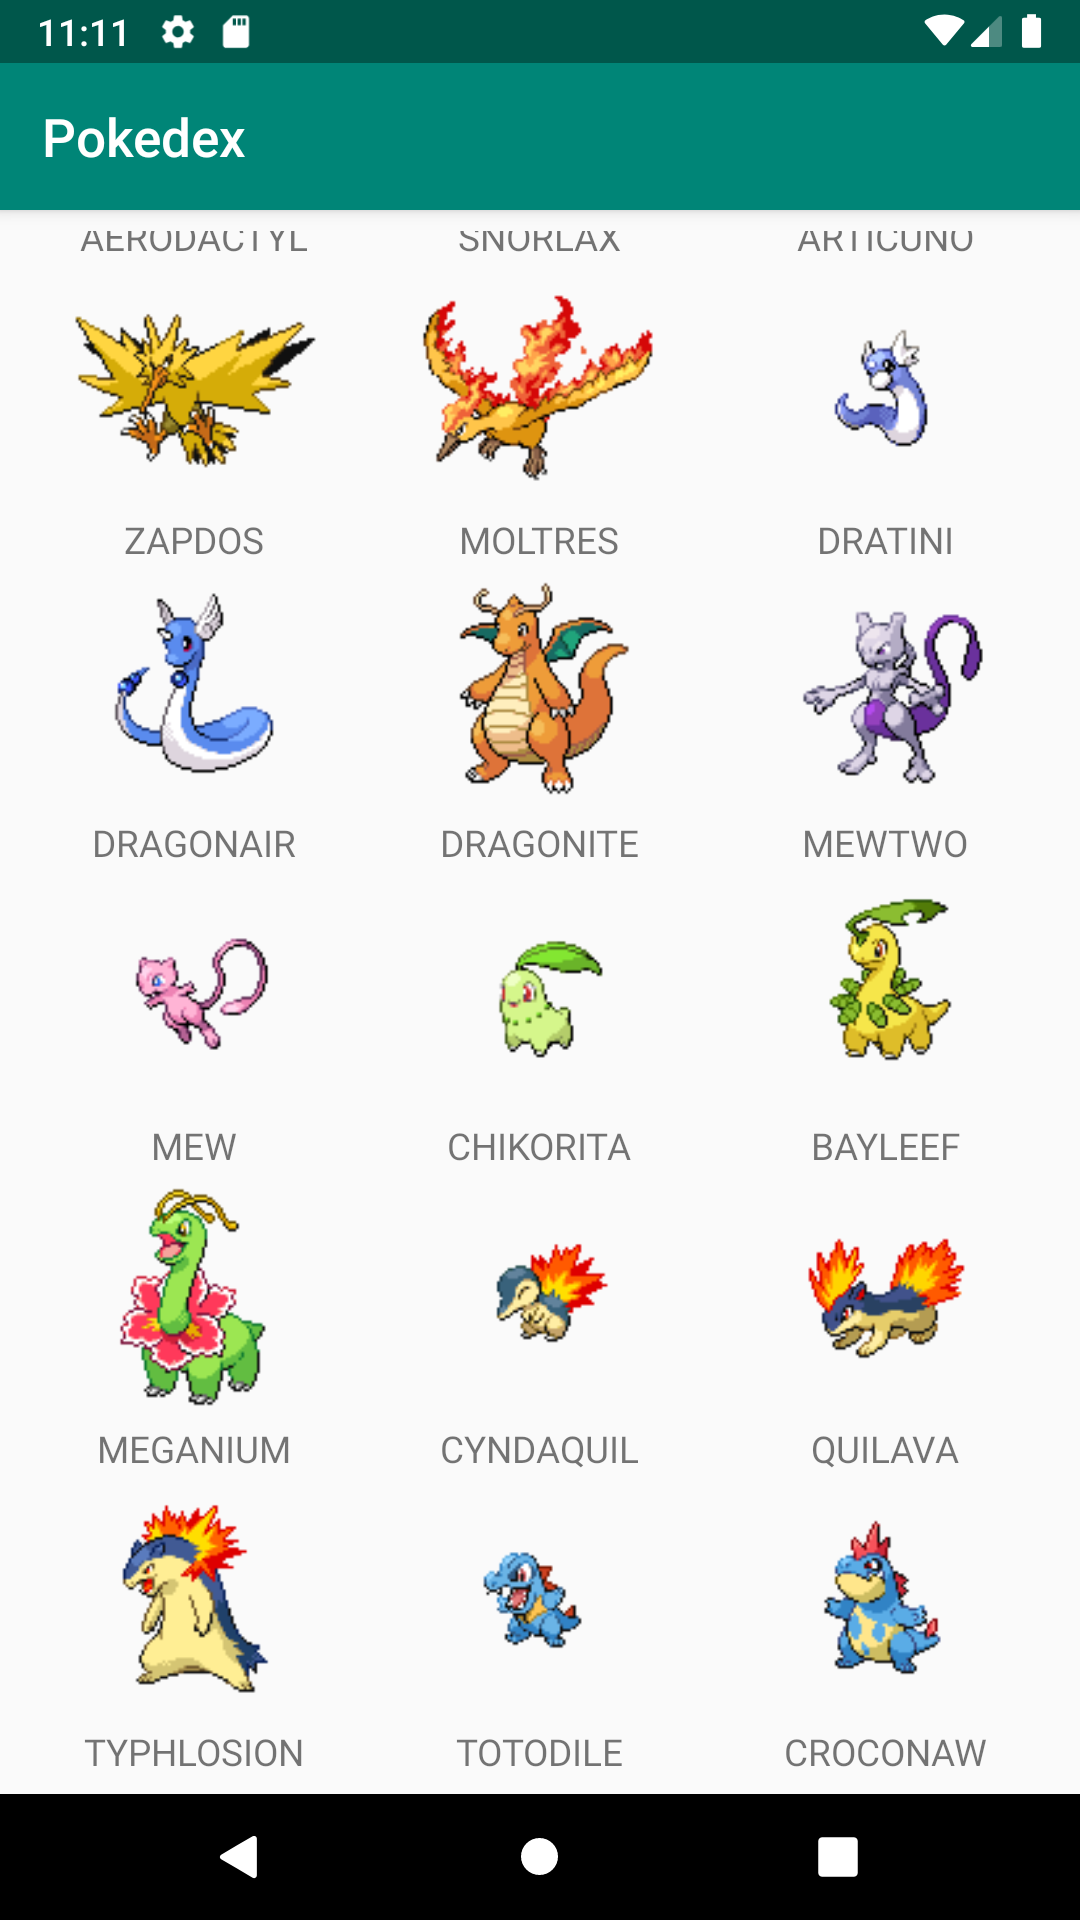 11:11
Pokedex
AERODACTYL SNORLAX ARTICUNO
ZAPDOS MOLTRES DRATINI
DRAGONAIR DRAGONITE MEWTWO
MEW CHIKORITA BAYLEEF
MEGANIUM CYNDAQUIL QUILAVA
TYPHLOSION TOTODILE CROCONAW